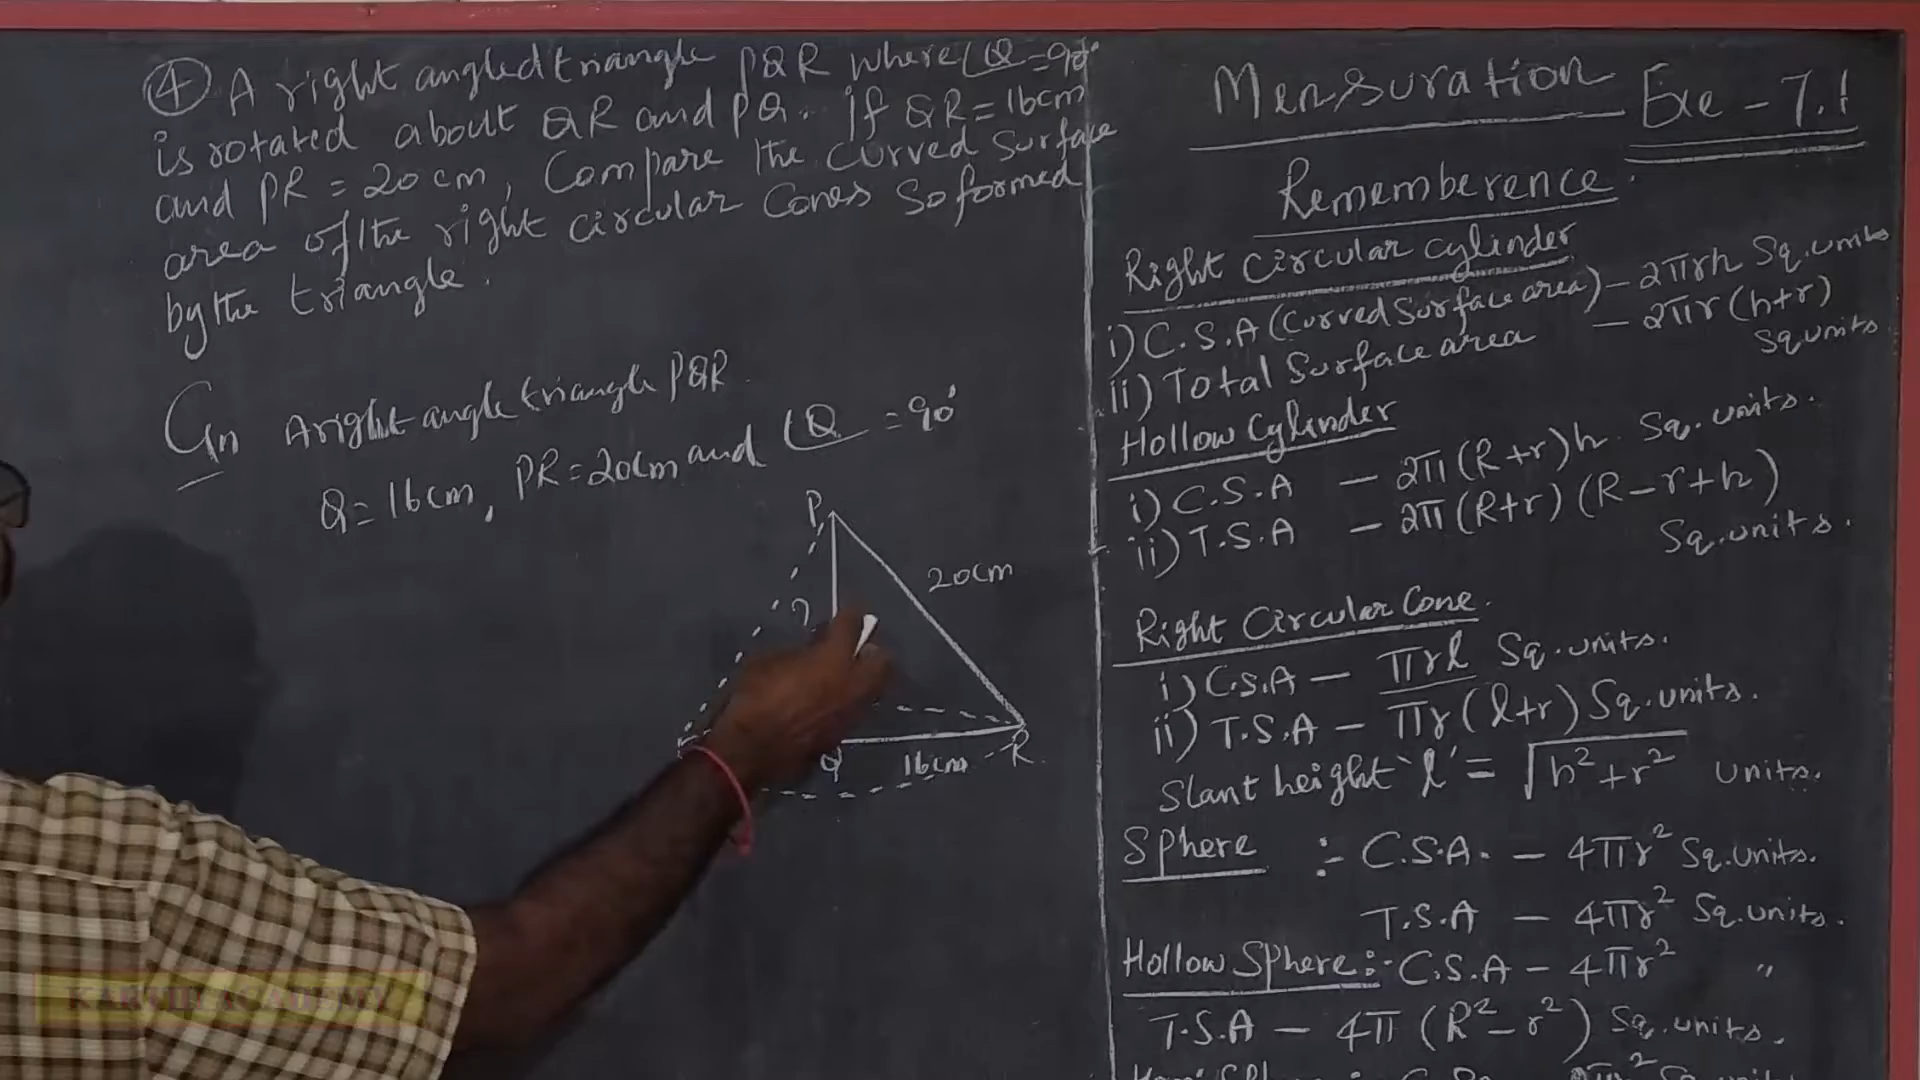 ④ A right angled triangle PQR where ∠Q = 90°
is rotated about QR and PQ. If QR = 16cm
and PR = 20cm, Compare the curved surface
area of the right circular Cones so formed
by the triangle.
Gn A right angle triangle PQR.
Q = 16cm, PR = 20cm and ∠Q = 90°
P
20cm
?
Q
16cm
R
Mensuration Exe - 7.1
Rememberence
Right Circular cylinder
i) C.S.A (Curved Surface area) - 2πrh Sq.units
ii) Total Surface area - 2πr(h+r)
Sq units
Hollow Cylinder
i) C.S.A - 2π(R+r)h Sq.units.
ii) T.S.A - 2π(R+r)(R-r+h)
Sq.units.
Right Circular Cone.
i) C.S.A - πrl Sq.units.
ii) T.S.A - πr(l+r) Sq.units.
Slant height 'l' = √h²+r² units.
Sphere :- C.S.A. - 4πr² Sq.units.
T.S.A - 4πr² Sq.units.
Hollow Sphere :- C.S.A - 4πr² "
T.S.A - 4π(R²-r²) Sq.units.
KARTHI ACADEMY